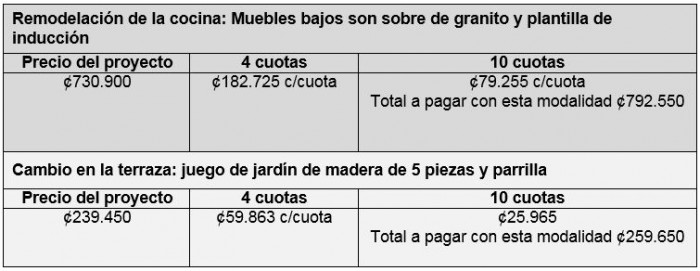 Remodelación de la cocina: Muebles bajos son sobre de granito y plantilla de
inducción
Precio del proyecto 4 cuotas 10 cuotas
¢730.900 ¢182.725 c/cuota ¢79.255 c/cuota
Total a pagar con esta modalidad ¢792.550
Cambio en la terraza: juego de jardín de madera de 5 piezas y parrilla
Precio del proyecto 4 cuotas 10 cuotas
¢239.450 ¢59.863 c/cuota ¢25.965
Total a pagar con esta modalidad ¢259.650